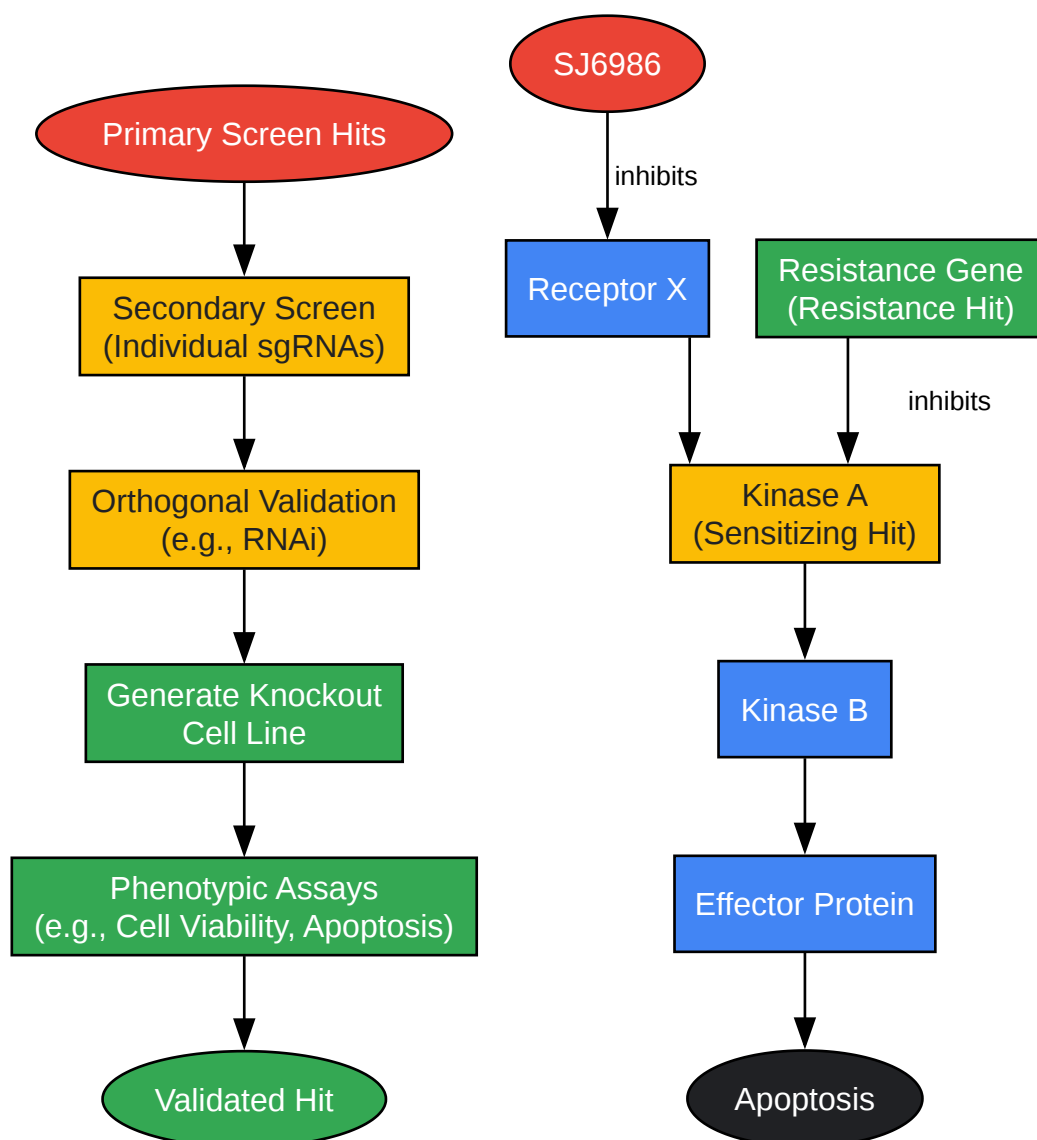 Primary Screen Hits
Secondary Screen
(Individual sgRNAs)
Orthogonal Validation
(e.g., RNAi)
Generate Knockout
Cell Line
Phenotypic Assays
(e.g., Cell Viability, Apoptosis)
Validated Hit
SJ6986
inhibits
Receptor X
Resistance Gene
(Resistance Hit)
inhibits
Kinase A
(Sensitizing Hit)
Kinase B
Effector Protein
Apoptosis